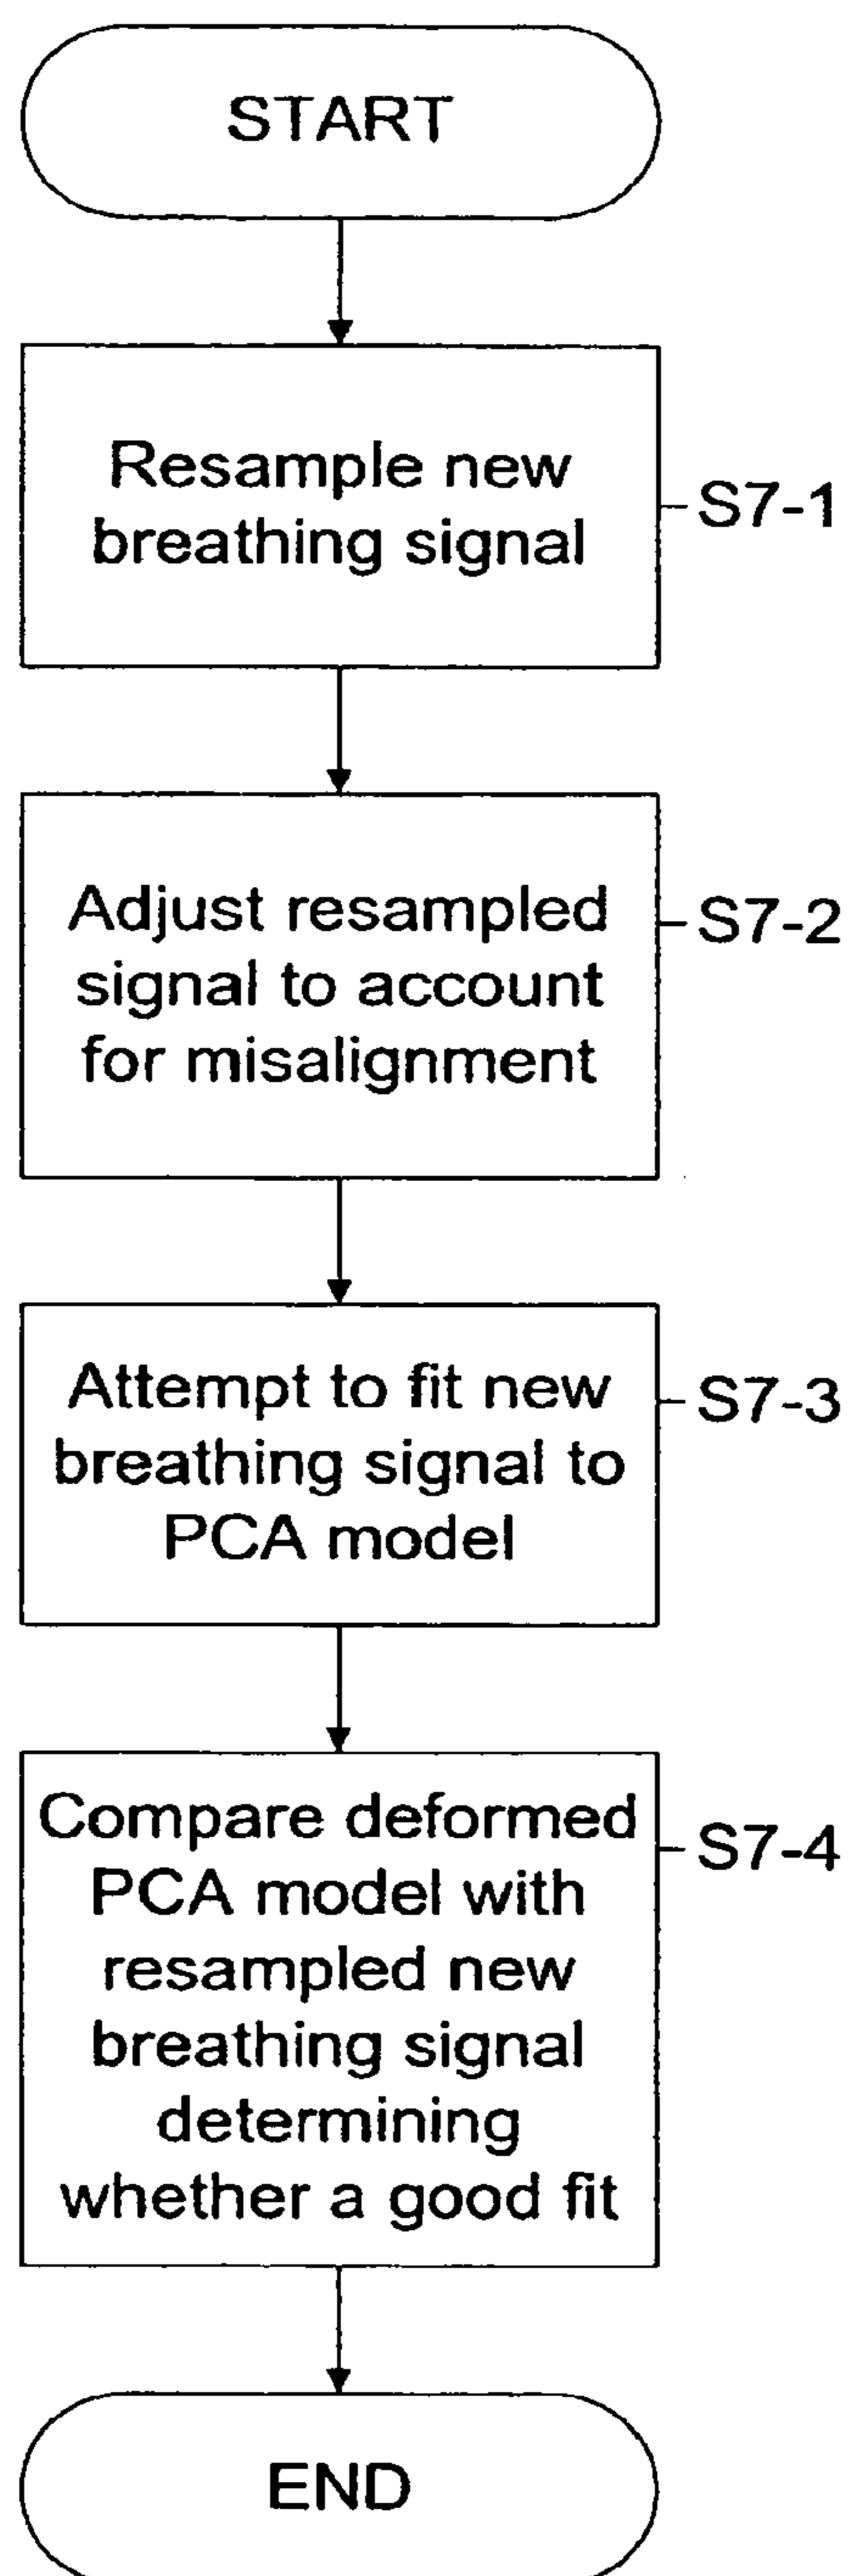 START
Resample new
breathing signal
S7-1
Adjust resampled
signal to account
for misalignment
S7-2
Attempt to fit new
breathing signal to
PCA model
S7-3
Compare deformed
PCA model with
resampled new
breathing signal
determining
whether a good fit
S7-4
END